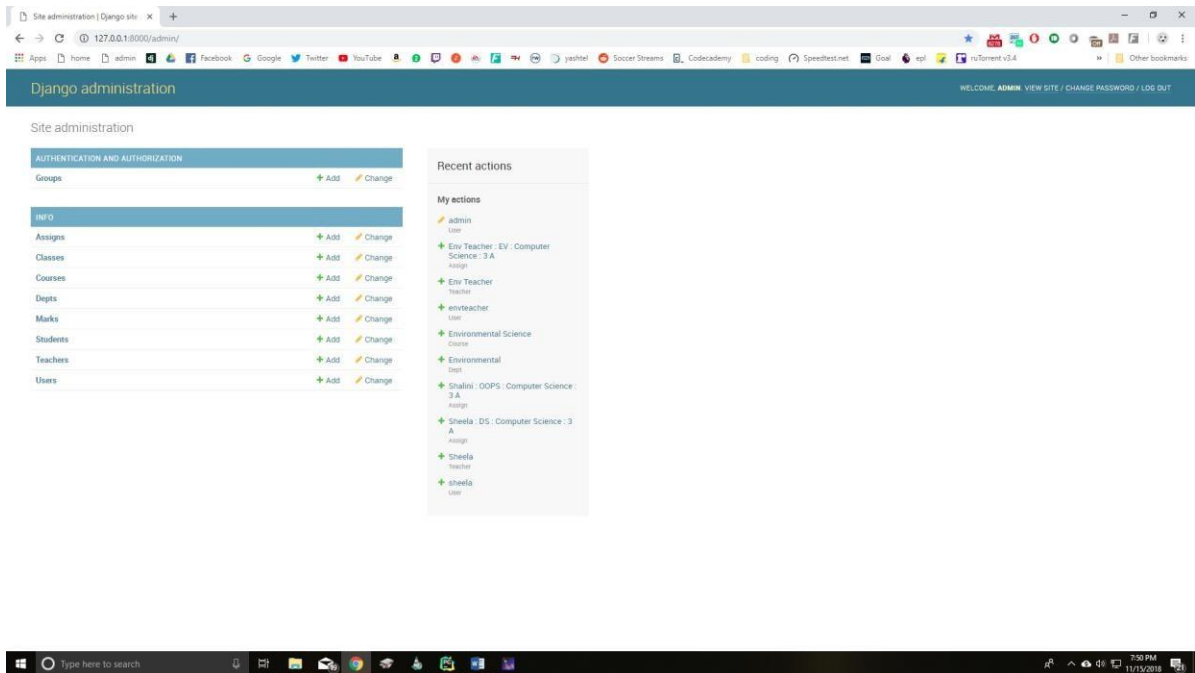 Site administration | Django site
127.0.0.1:8000/admin/
Apps home admin Facebook Google Twitter YouTube yashtel Soccer Streams Codecademy coding Speedtest.net Goal epl ruTorrent v3.4 » Other bookmarks
Django administration
WELCOME, ADMIN. VIEW SITE / CHANGE PASSWORD / LOG OUT
Site administration
AUTHENTICATION AND AUTHORIZATION
Groups + Add Change
INFO
Assigns + Add Change
Classes + Add Change
Courses + Add Change
Depts + Add Change
Marks + Add Change
Students + Add Change
Teachers + Add Change
Users + Add Change
Recent actions
My actions
admin
User
+ Env Teacher : EV : Computer
Science : 3 A
Assign
+ Env Teacher
Teacher
+ envteacher
User
+ Environmental Science
Course
+ Environmental
Dept
+ Shalini : OOPS : Computer Science :
3 A
Assign
+ Sheela : DS : Computer Science : 3
A
Assign
+ Sheela
Teacher
+ sheela
User
Type here to search
7:50 PM
11/15/2018